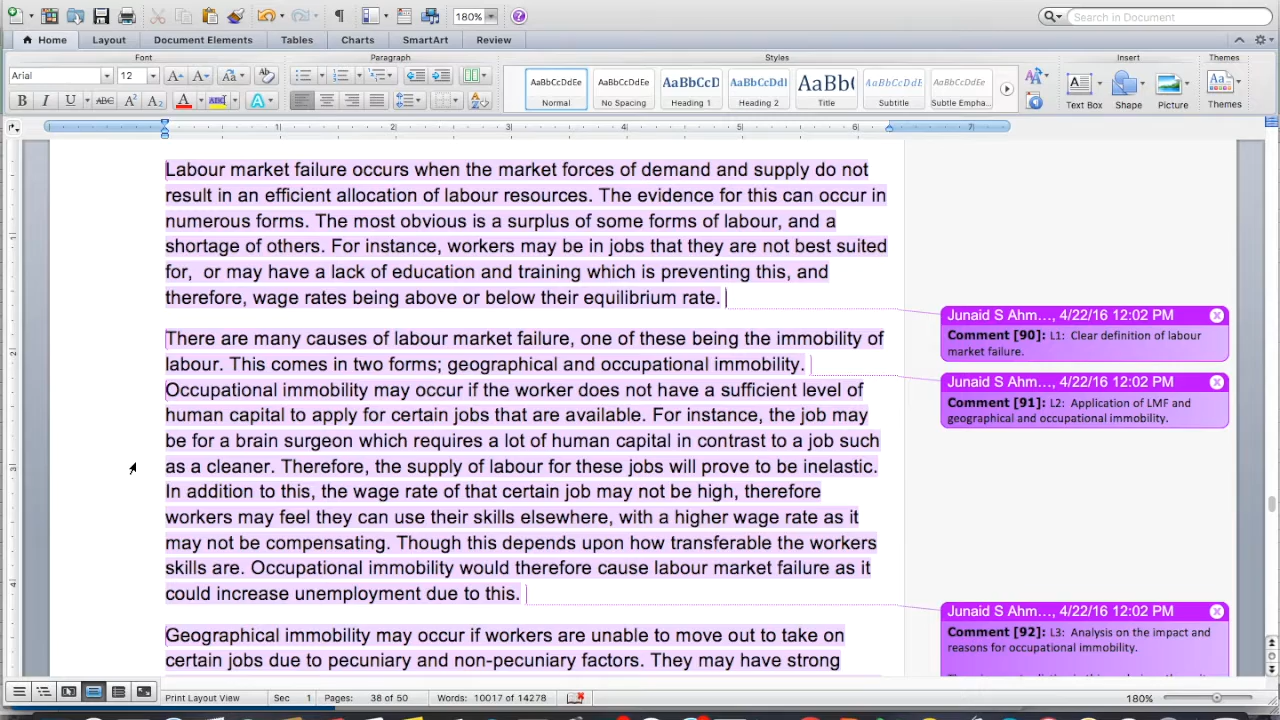 180%
Search in Document
Home Layout Document Elements Tables Charts SmartArt Review
Font Paragraph Styles Insert Themes
Arial 12
AaBbCcDdEe AaBbCcDdEe AaBbCcD AaBbCcDdI AaBb( AaBbCcDdE AaBbCcDdEe
Normal No Spacing Heading 1 Heading 2 Title Subtitle Subtle Empha...
Text Box Shape Picture Themes
Labour market failure occurs when the market forces of demand and supply do not
result in an efficient allocation of labour resources. The evidence for this can occur in
numerous forms. The most obvious is a surplus of some forms of labour, and a
shortage of others. For instance, workers may be in jobs that they are not best suited
for,  or may have a lack of education and training which is preventing this, and
therefore, wage rates being above or below their equilibrium rate.
There are many causes of labour market failure, one of these being the immobility of
labour. This comes in two forms; geographical and occupational immobility.
Occupational immobility may occur if the worker does not have a sufficient level of
human capital to apply for certain jobs that are available. For instance, the job may
be for a brain surgeon which requires a lot of human capital in contrast to a job such
as a cleaner. Therefore, the supply of labour for these jobs will prove to be inelastic.
In addition to this, the wage rate of that certain job may not be high, therefore
workers may feel they can use their skills elsewhere, with a higher wage rate as it
may not be compensating. Though this depends upon how transferable the workers
skills are. Occupational immobility would therefore cause labour market failure as it
could increase unemployment due to this.
Geographical immobility may occur if workers are unable to move out to take on
certain jobs due to pecuniary and non-pecuniary factors. They may have strong
Junaid S Ahm..., 4/22/16 12:02 PM
Comment [90]: L1:  Clear definition of labour
market failure.
Junaid S Ahm..., 4/22/16 12:02 PM
Comment [91]: L2:  Application of LMF and
geographical and occupational immobility.
Junaid S Ahm..., 4/22/16 12:02 PM
Comment [92]: L3:  Analysis on the impact and
reasons for occupational immobility.
Print Layout View Sec 1 Pages: 38 of 50 Words: 10017 of 14278 180%